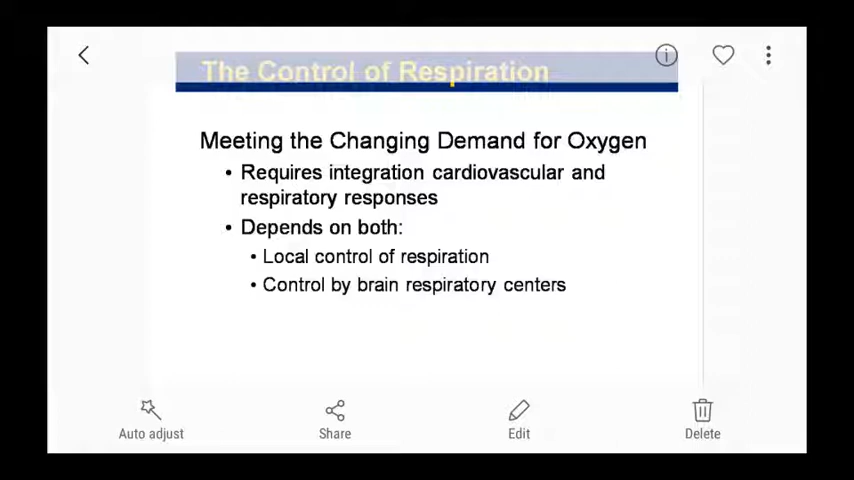 The Control of Respiration
Meeting the Changing Demand for Oxygen
• Requires integration cardiovascular and
respiratory responses
• Depends on both:
• Local control of respiration
• Control by brain respiratory centers
Auto adjust
Share
Edit
Delete